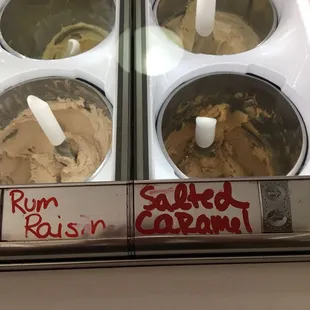 Rum
Raisin
Salted
CARAMEL